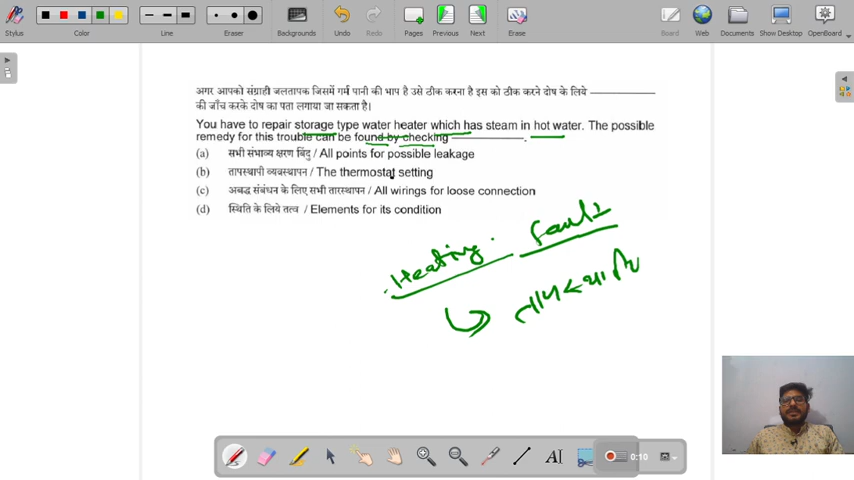 Stylus
Color
Line
Eraser
Backgrounds
Undo
Redo
Pages
Previous
Next
Erase
Board
Web
Documents
Show Desktop
OpenBoard
अगर आपको संग्राही जलतापक जिसमें गर्म पानी की भाप है उसे ठीक करना है इस को ठीक करने दोष के लिये ____________
की जाँच करके दोष का पता लगाया जा सकता है।
You have to repair storage type water heater which has steam in hot water. The possible
remedy for this trouble can be found by checking ____________.
(a) सभी संभाव्य क्षरण बिंदु / All points for possible leakage
(b) तापस्थापी व्यवस्थापन / The thermostat setting
(c) अबद्ध संबंधन के लिए सभी तारस्थापन / All wirings for loose connection
(d) स्थिति के लिये तत्व / Elements for its condition
Heating. Fault
0:10